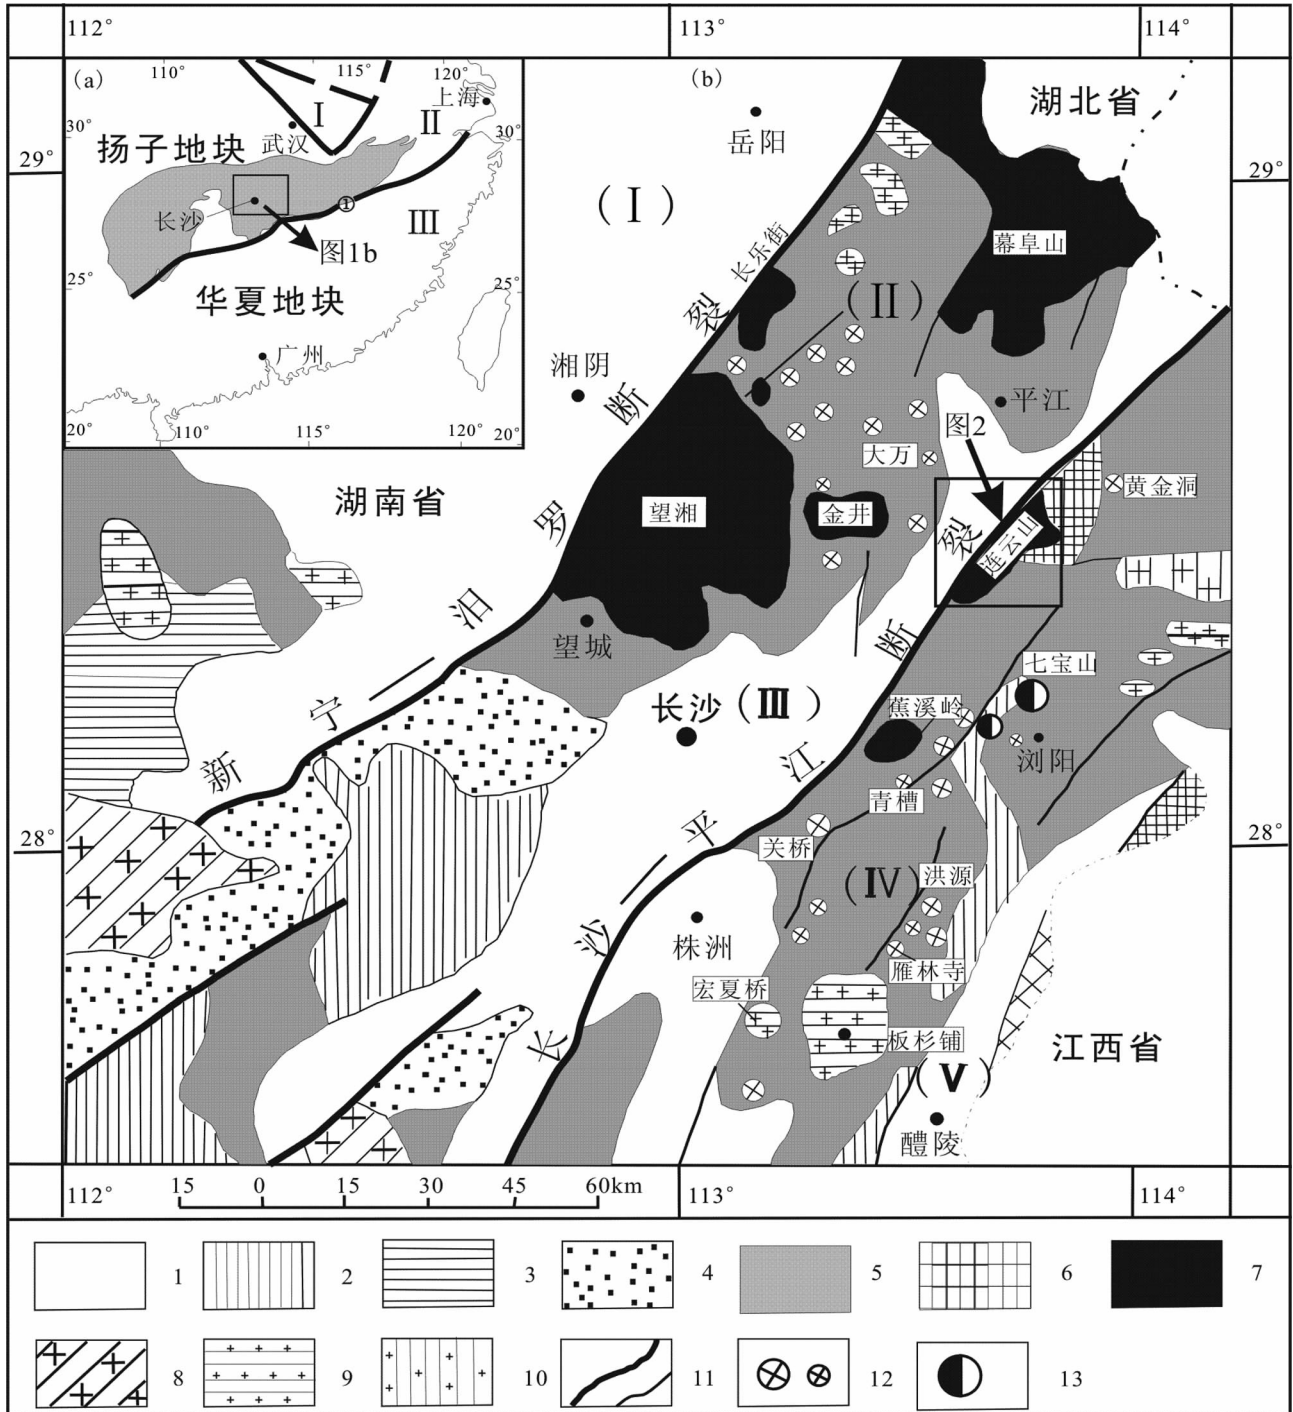 112°
113°
114°
(a)
110°
115°
120°
上海
Ⅰ
Ⅱ
30°
武汉
30°
扬子地块
29°
长沙
①
Ⅲ
图1b
25°
25°
华夏地块
广州
20°
110°
115°
120°
20°
(b)
岳阳
湖北省
29°
(Ⅰ)
幕阜山
长乐街
(Ⅱ)
湘阴
平江
图2
大万
黄金洞
湖南省
望湘
金井
连云山
新宁—汨罗断裂
望城
七宝山
长沙
(Ⅲ)
蕉溪岭
浏阳
青槽
28°
关桥
28°
长沙—平江断裂
(Ⅳ)
洪源
株洲
雁林寺
宏夏桥
板杉铺
江西省
(Ⅴ)
醴陵
112°
15 0 15 30 45 60km
113°
114°
1 2 3 4 5 6 7
8 9 10 11 12 13